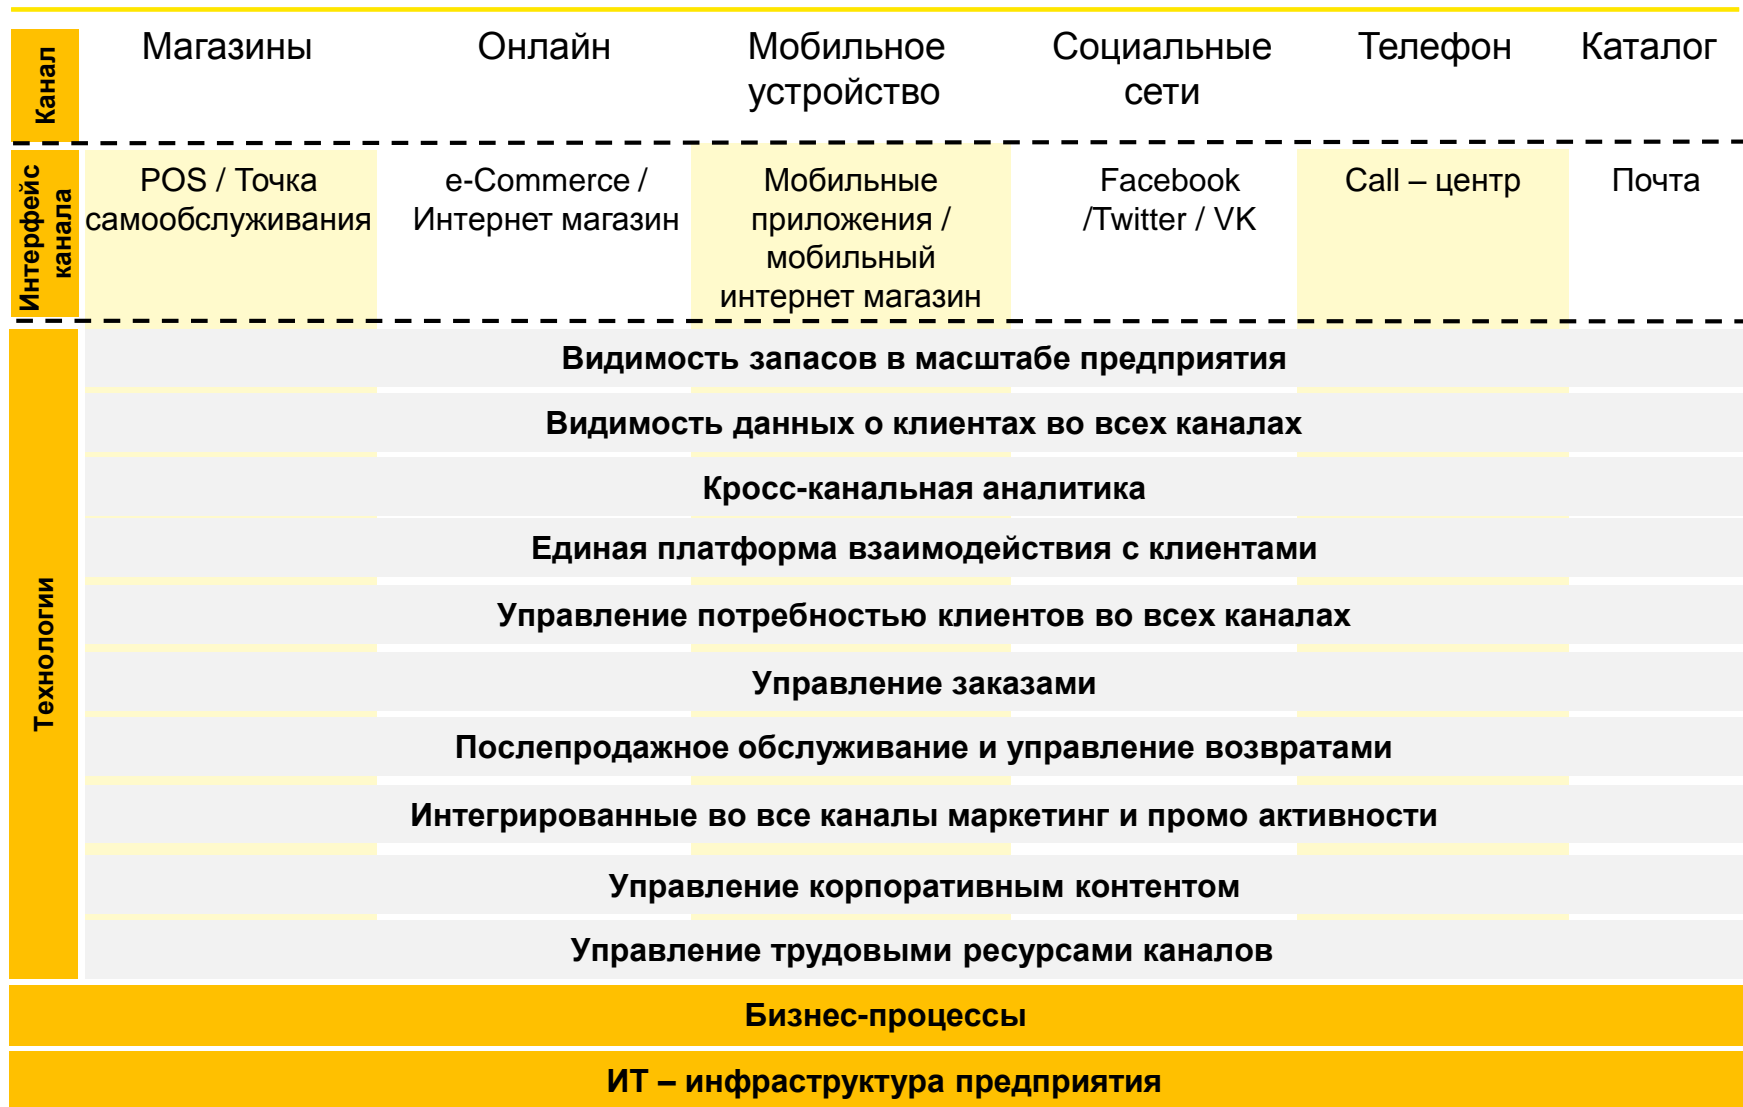 Канал
Магазины
Онлайн
Мобильное
устройство
Социальные
сети
Телефон
Каталог
Интерфейс
канала
POS / Точка
самообслуживания
e-Commerce /
Интернет магазин
Мобильные
приложения /
мобильный
интернет магазин
Facebook
/Twitter / VK
Call – центр
Почта
Технологии
Видимость запасов в масштабе предприятия
Видимость данных о клиентах во всех каналах
Кросс-канальная аналитика
Единая платформа взаимодействия с клиентами
Управление потребностью клиентов во всех каналах
Управление заказами
Послепродажное обслуживание и управление возвратами
Интегрированные во все каналы маркетинг и промо активности
Управление корпоративным контентом
Управление трудовыми ресурсами каналов
Бизнес-процессы
ИТ – инфраструктура предприятия